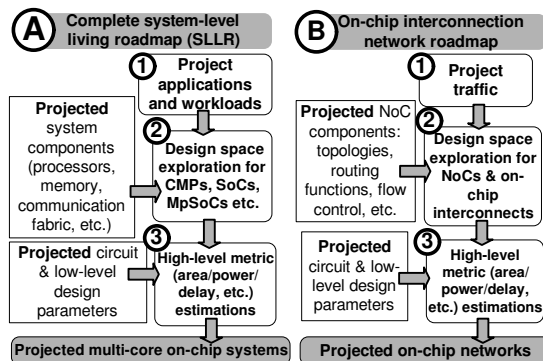 A
Complete system-level
living roadmap (SLLR)
1
Project
applications
and workloads
Projected
system
components
(processors,
memory,
communication
fabric, etc.)
2
Design space
exploration for
CMPs, SoCs,
MpSoCs etc.
Projected circuit
& low-level
design
parameters
3
High-level metric
(area/power/
delay, etc.)
estimations
Projected multi-core on-chip systems
B
On-chip interconnection
network roadmap
1
Project
traffic
Projected NoC
components:
topologies,
routing
functions, flow
control, etc.
2
Design space
exploration for
NoCs & on-
chip
interconnects
Projected
circuit & low-
level design
parameters
3
High-level
metric (area/
power/delay,
etc.) estimations
Projected on-chip networks